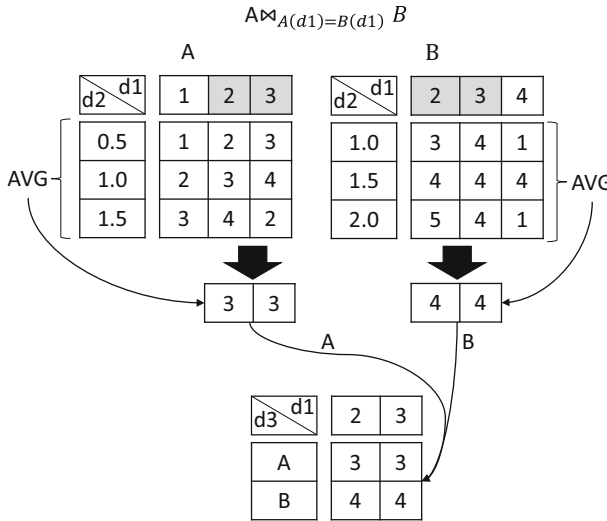 A⋈A(d1)=B(d1) B
A B
d1 d2 1 2 3 d1 d2 2 3 4
0.5 1 2 3 1.0 3 4 1
AVG 1.0 2 3 4 1.5 4 4 4 AVG
1.5 3 4 2 2.0 5 4 1
3 3 4 4
A B
d1 d3 2 3
A 3 3
B 4 4